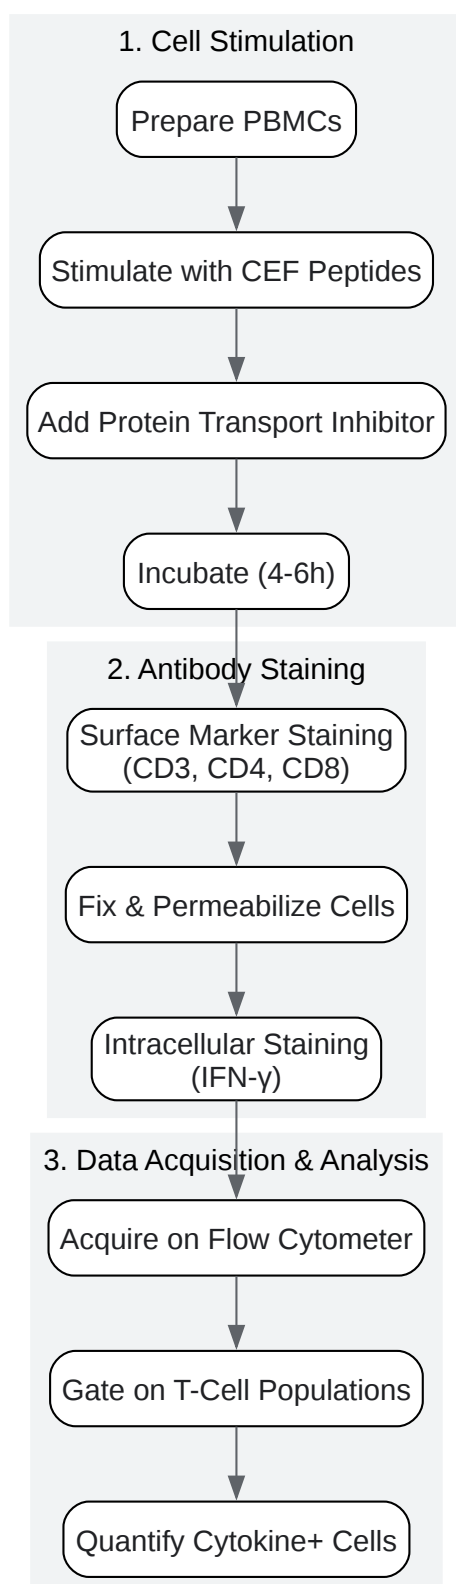 1. Cell Stimulation
Prepare PBMCs
Stimulate with CEF Peptides
Add Protein Transport Inhibitor
Incubate (4-6h)
2. Antibody Staining
Surface Marker Staining
(CD3, CD4, CD8)
Fix & Permeabilize Cells
Intracellular Staining
(IFN-γ)
3. Data Acquisition & Analysis
Acquire on Flow Cytometer
Gate on T-Cell Populations
Quantify Cytokine+ Cells